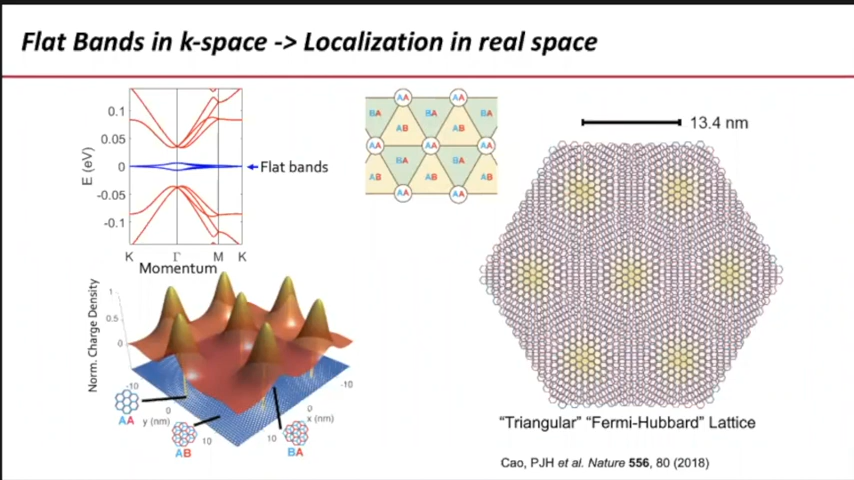 Flat Bands in k-space -> Localization in real space
0.1
0.05
0
-0.05
-0.1
E (eV)
K Γ M K
Momentum
Flat bands
AA AA
BA BA BA
AB AB
AA AA AA
BA BA
AB AB AB
AA AA
13.4 nm
Norm. Charge Density
1
0.5
0
-10
0
10
y (nm)
-10
0
10
x (nm)
AA
AB
BA
"Triangular" "Fermi-Hubbard" Lattice
Cao, PJH et al. Nature 556, 80 (2018)